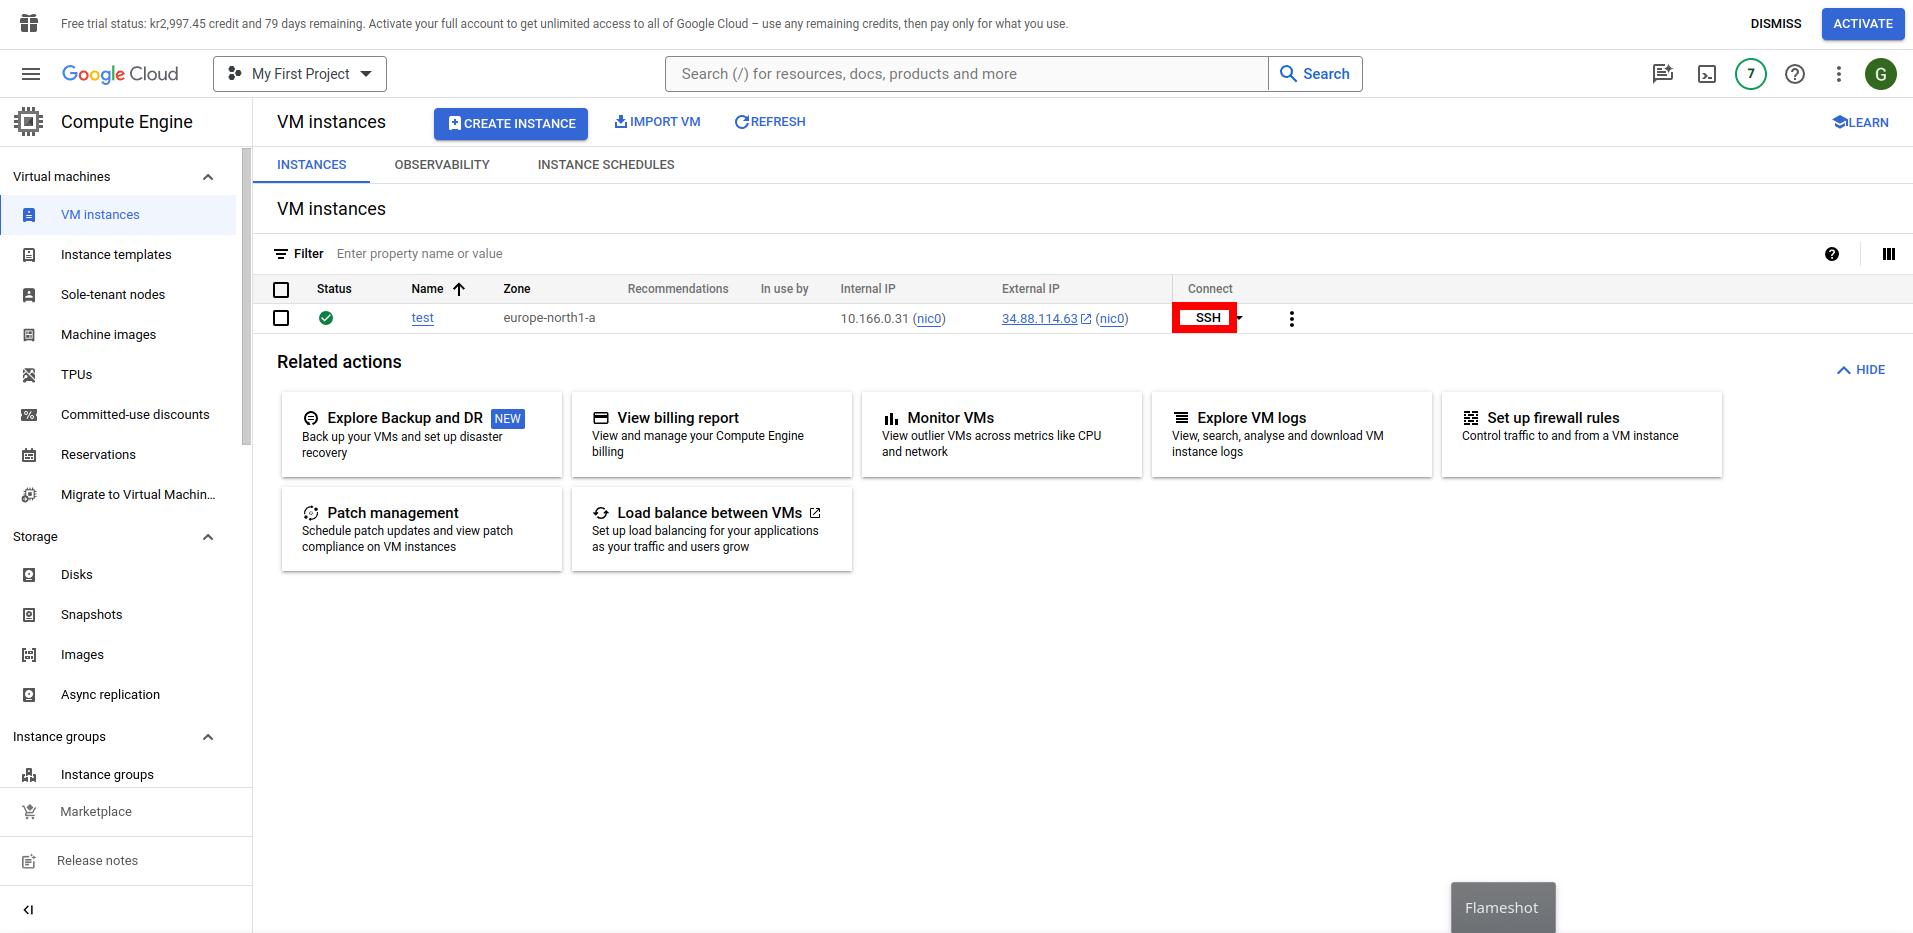 Free trial status: kr2,997.45 credit and 79 days remaining. Activate your full account to get unlimited access to all of Google Cloud – use any remaining credits, then pay only for what you use.
DISMISS
ACTIVATE
Google Cloud
My First Project
Search (/) for resources, docs, products and more
Search
7
G
Compute Engine
VM instances
CREATE INSTANCE
IMPORT VM
REFRESH
LEARN
Virtual machines
VM instances
Instance templates
Sole-tenant nodes
Machine images
TPUs
Committed-use discounts
Reservations
Migrate to Virtual Machin...
Storage
Disks
Snapshots
Images
Async replication
Instance groups
Instance groups
Marketplace
Release notes
INSTANCES
OBSERVABILITY
INSTANCE SCHEDULES
VM instances
Filter
Enter property name or value
Status Name Zone Recommendations In use by Internal IP External IP Connect
test europe-north1-a 10.166.0.31 (nic0) 34.88.114.63 (nic0) SSH
Related actions
HIDE
Explore Backup and DR NEW
Back up your VMs and set up disaster
recovery
View billing report
View and manage your Compute Engine
billing
Monitor VMs
View outlier VMs across metrics like CPU
and network
Explore VM logs
View, search, analyse and download VM
instance logs
Set up firewall rules
Control traffic to and from a VM instance
Patch management
Schedule patch updates and view patch
compliance on VM instances
Load balance between VMs
Set up load balancing for your applications
as your traffic and users grow
Flameshot